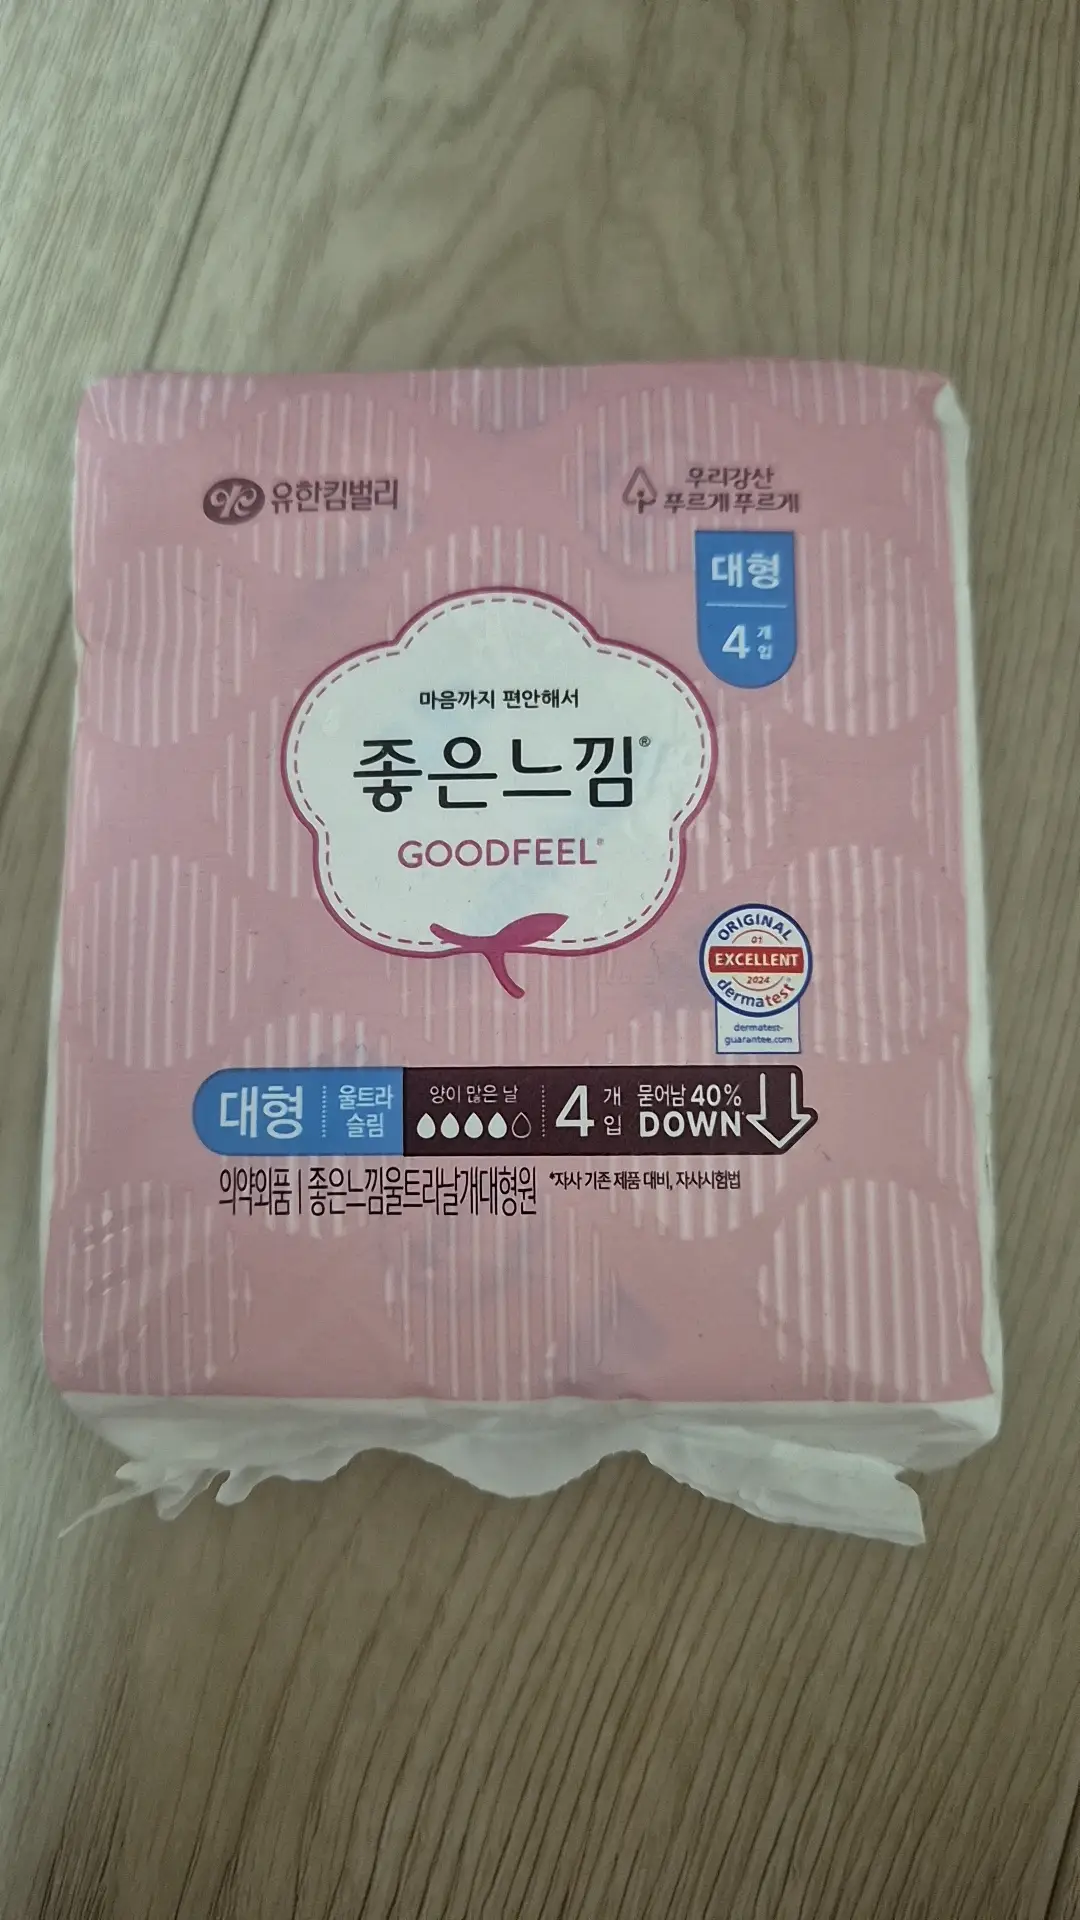 유한킴벌리
우리강산
푸르게 푸르게
대형
4개입
마음까지 편안해서
좋은느낌®
GOODFEEL®
ORIGINAL
01
EXCELLENT
2024
dermatest®
dermatest-
guarantee.com
대형
울트라
슬림
양이 많은 날
4개입
묻어남 40%
DOWN*
의약외품 | 좋은느낌울트라날개대형원
*자사 기존 제품 대비, 자사시험법